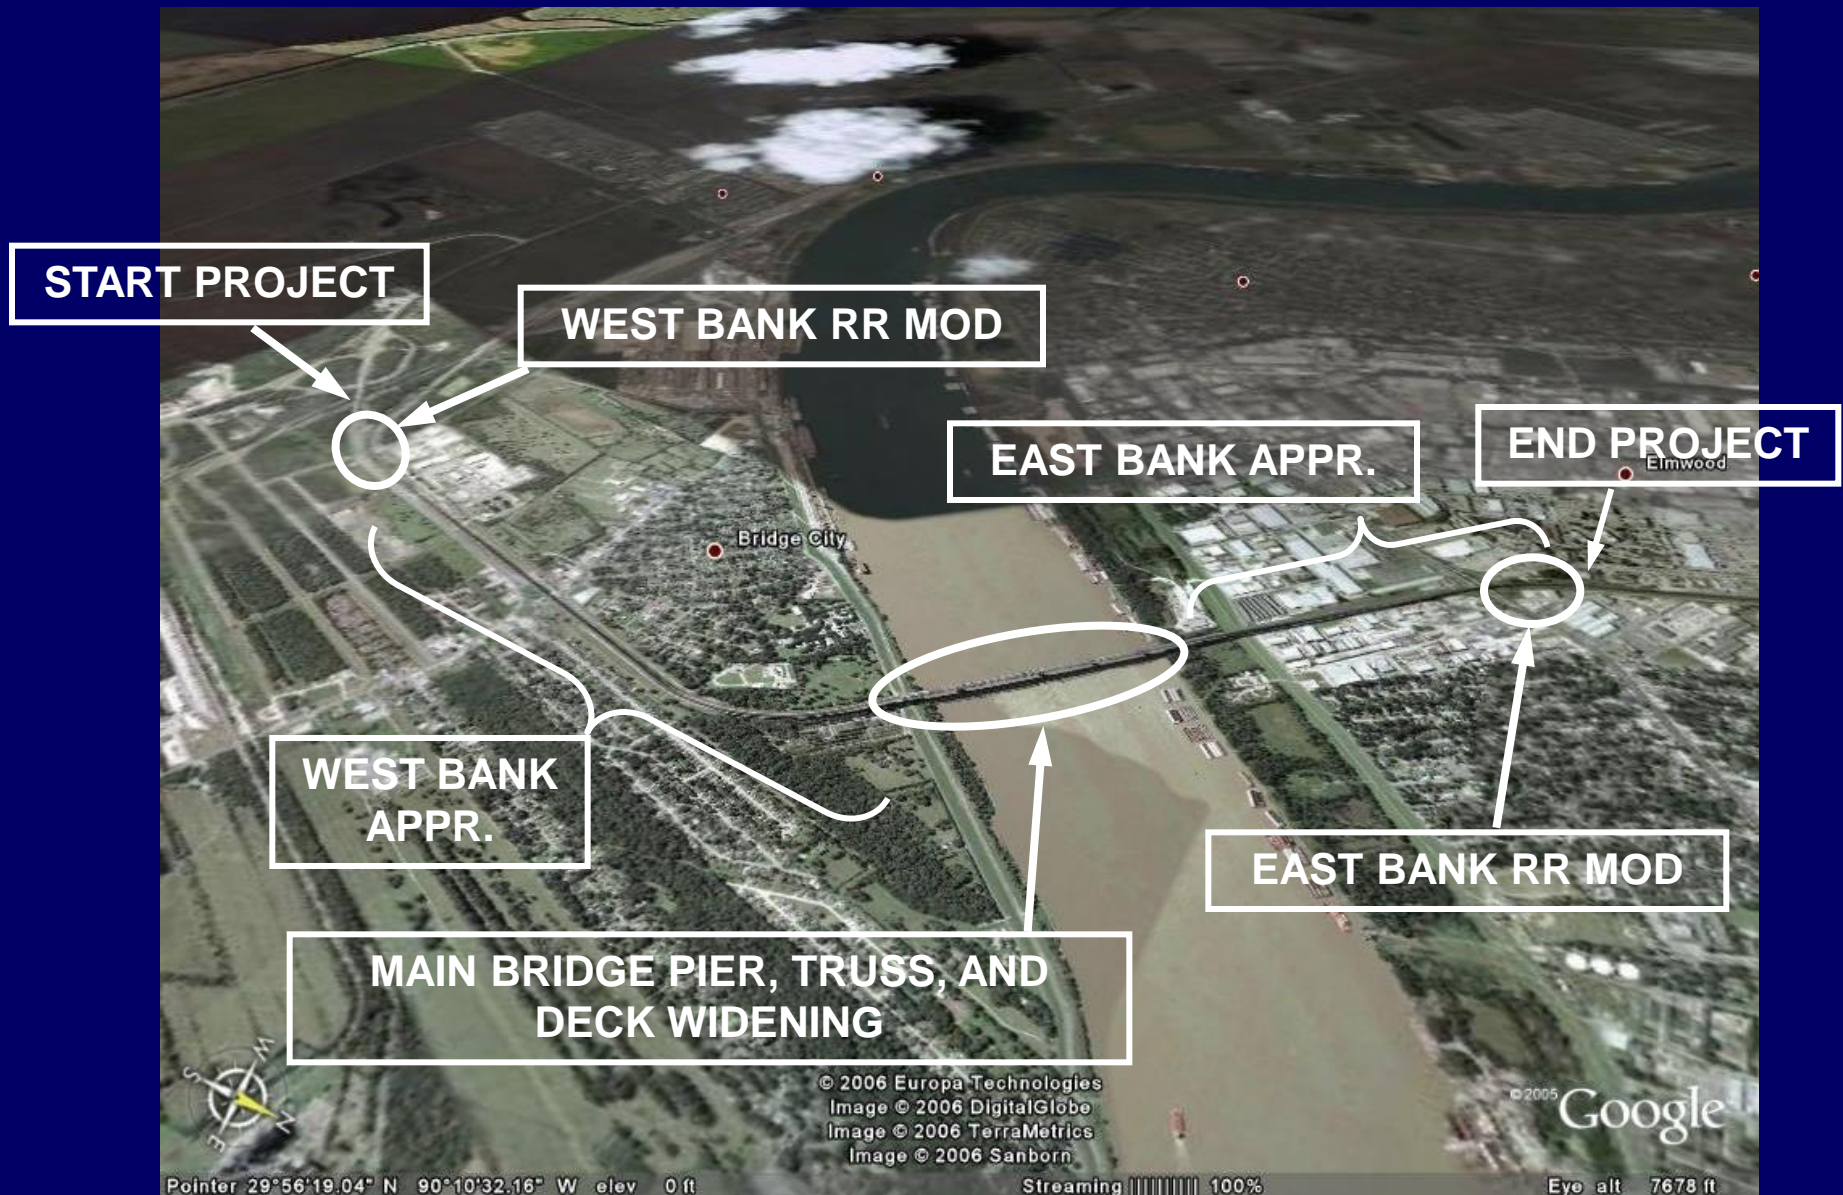 START PROJECT
WEST BANK RR MOD
EAST BANK APPR.
END PROJECT
Elmwood
Bridge City
WEST BANK
APPR.
EAST BANK RR MOD
MAIN BRIDGE PIER, TRUSS, AND
DECK WIDENING
W
S
N
E
© 2006 Europa Technologies
Image © 2006 DigitalGlobe
Image © 2006 TerraMetrics
Image © 2006 Sanborn
©2005 Google
Pointer 29°56'19.04" N 90°10'32.16" W elev 0 ft
Streaming |||||||||| 100%
Eye alt 7678 ft